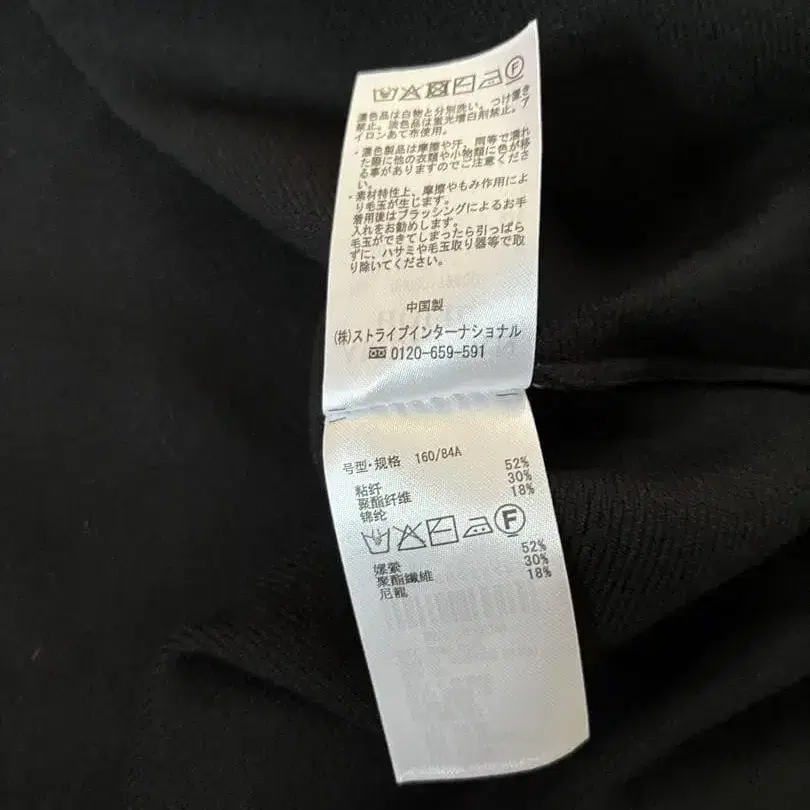 F
濃色品は白物と分別洗い。つけ置き
禁止。淡色品は蛍光増白剤禁止。ア
イロンあて布使用。
・濃色製品は摩擦や汗、雨等で濡れ
た際に他の衣類や小物類に色が移
る事がありますのでご注意くださ
い。
・素材特性上、摩擦やもみ作用によ
り毛玉が生じます。
着用後はブラッシングによるお手
入れをお勧めします。
毛玉ができてしまったら引っぱら
ずに、ハサミや毛玉取り器等で取
り除いてください。
中国製
(株)ストライプインターナショナル
0120-659-591
号型·规格 160/84A
粘纤 52%
聚酯纤维 30%
锦纶 18%
F
嫘縈 52%
聚酯纖維 30%
尼龍 18%